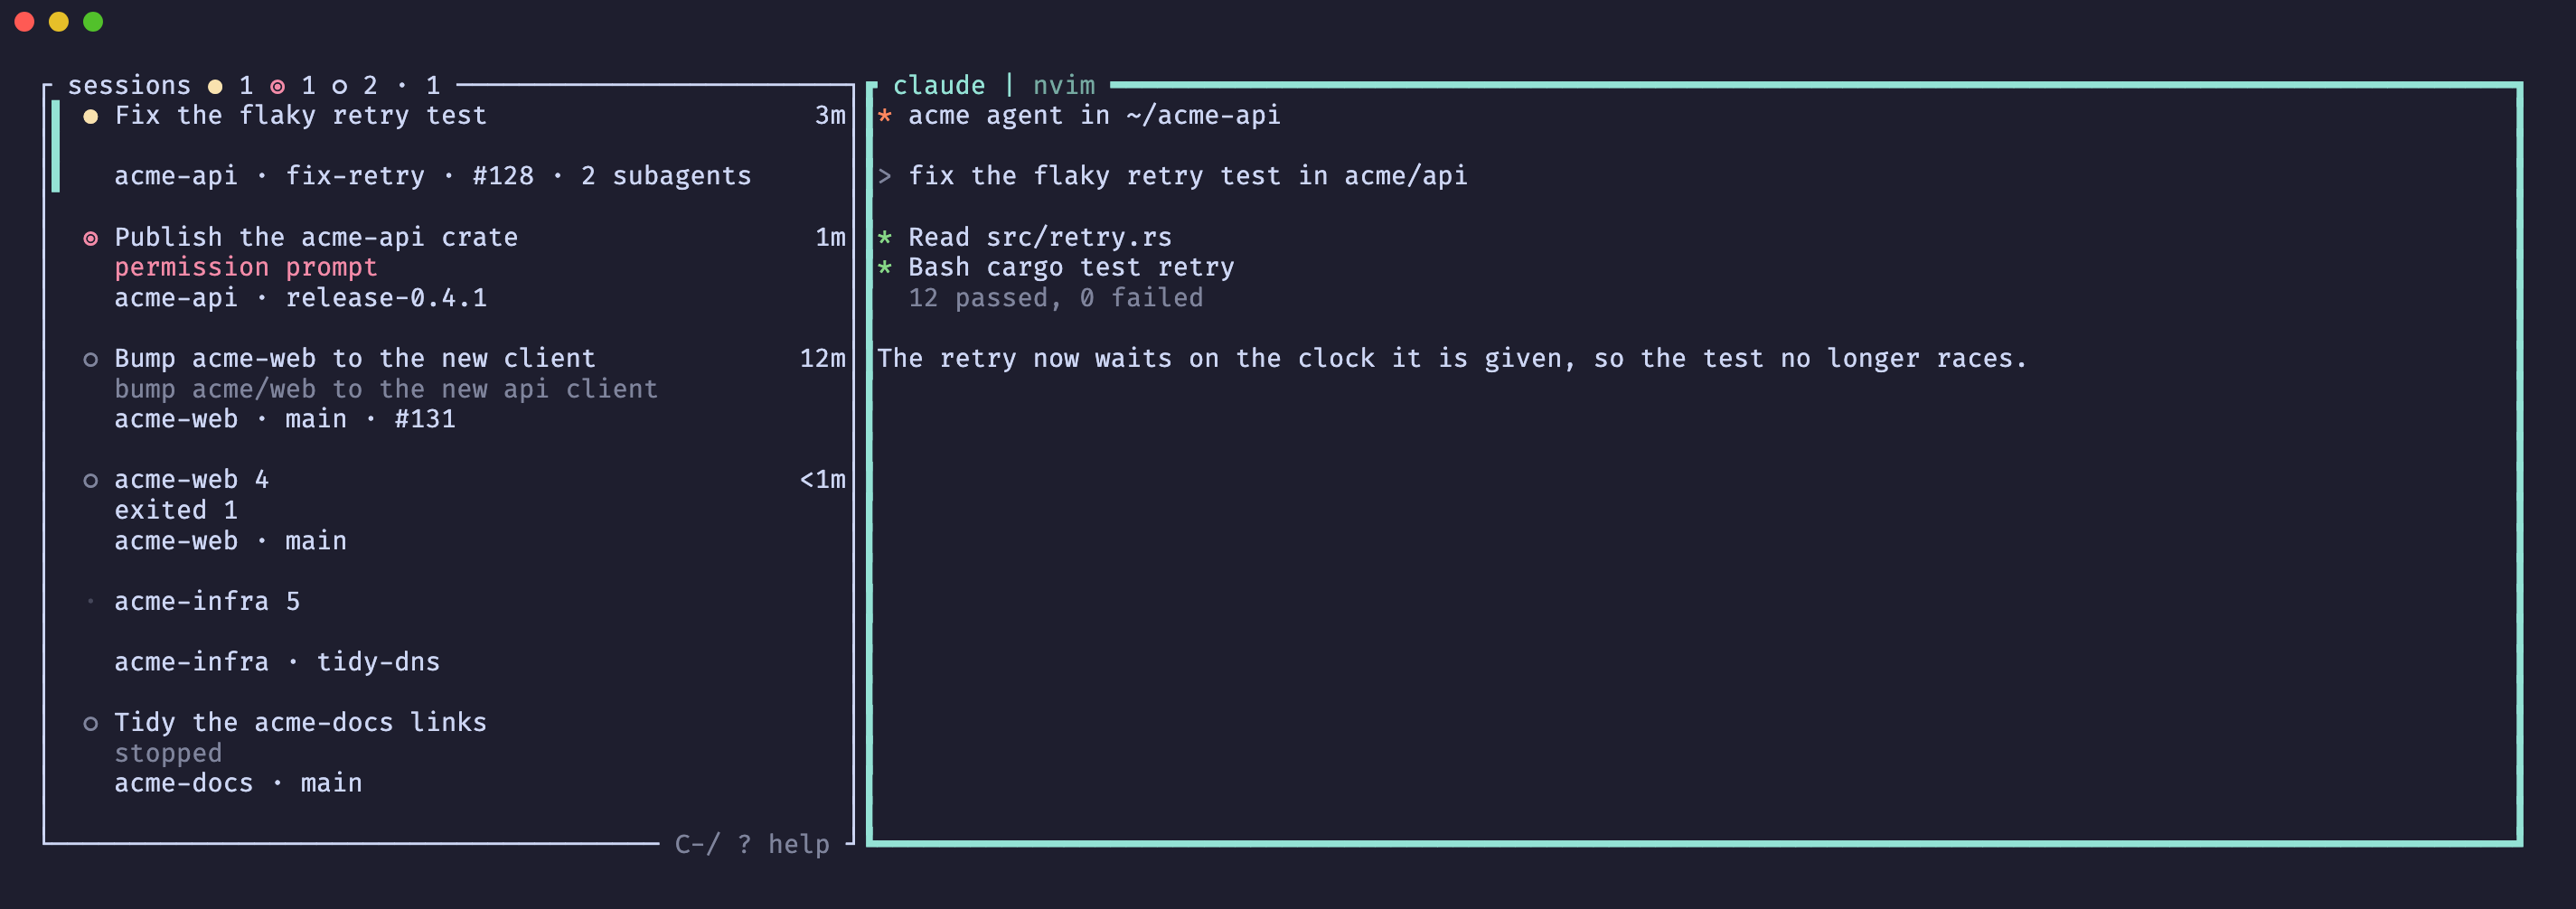 sessions ● 1 ◉ 1 ○ 2 · 1
● Fix the flaky retry test 3m
acme-api · fix-retry · #128 · 2 subagents
◉ Publish the acme-api crate 1m
permission prompt
acme-api · release-0.4.1
○ Bump acme-web to the new client 12m
bump acme/web to the new api client
acme-web · main · #131
○ acme-web 4 <1m
exited 1
acme-web · main
· acme-infra 5
acme-infra · tidy-dns
○ Tidy the acme-docs links
stopped
acme-docs · main
C-/ ? help
claude | nvim
* acme agent in ~/acme-api
> fix the flaky retry test in acme/api
* Read src/retry.rs
* Bash cargo test retry
12 passed, 0 failed
The retry now waits on the clock it is given, so the test no longer races.